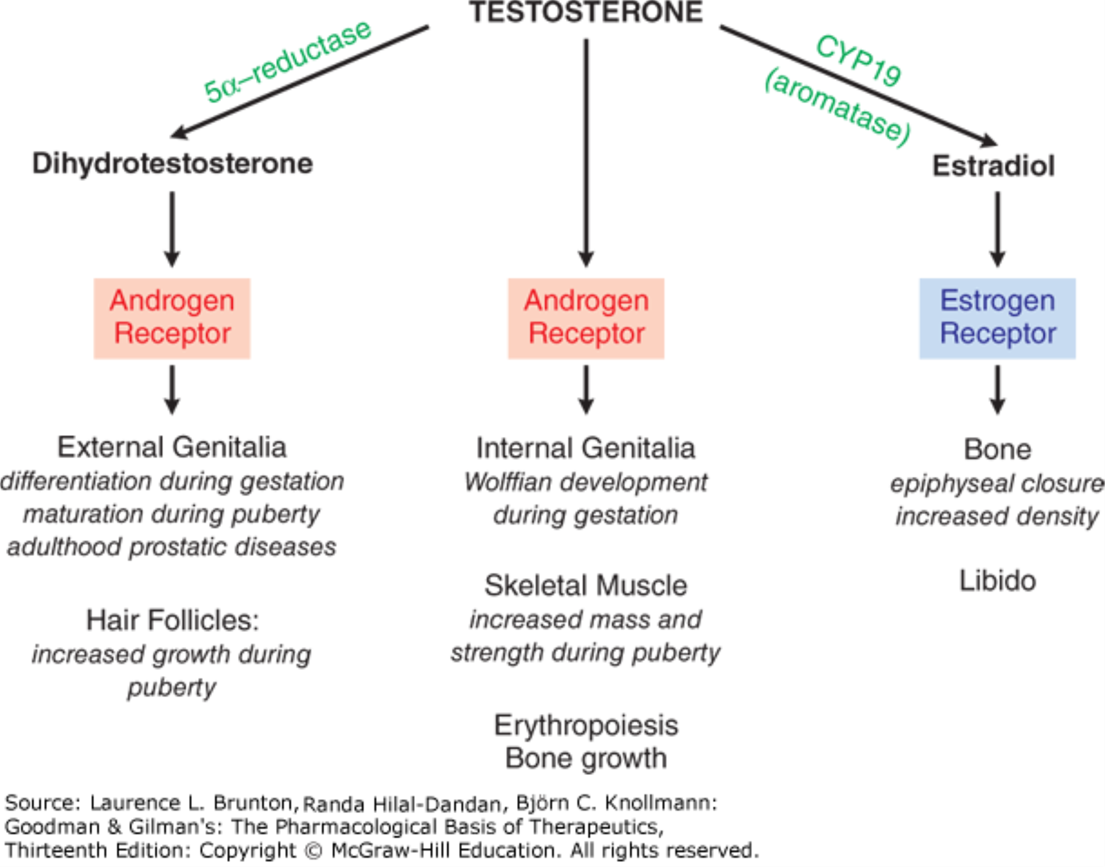 TESTOSTERONE
5α–reductase
CYP19
(aromatase)
Dihydrotestosterone
Estradiol
Androgen
Receptor
Androgen
Receptor
Estrogen
Receptor
External Genitalia
differentiation during gestation
maturation during puberty
adulthood prostatic diseases
Hair Follicles:
increased growth during
puberty
Internal Genitalia
Wolffian development
during gestation
Skeletal Muscle
increased mass and
strength during puberty
Erythropoiesis
Bone growth
Bone
epiphyseal closure
increased density
Libido
Source: Laurence L. Brunton, Randa Hilal-Dandan, Björn C. Knollmann:
Goodman & Gilman's: The Pharmacological Basis of Therapeutics,
Thirteenth Edition: Copyright © McGraw-Hill Education. All rights reserved.